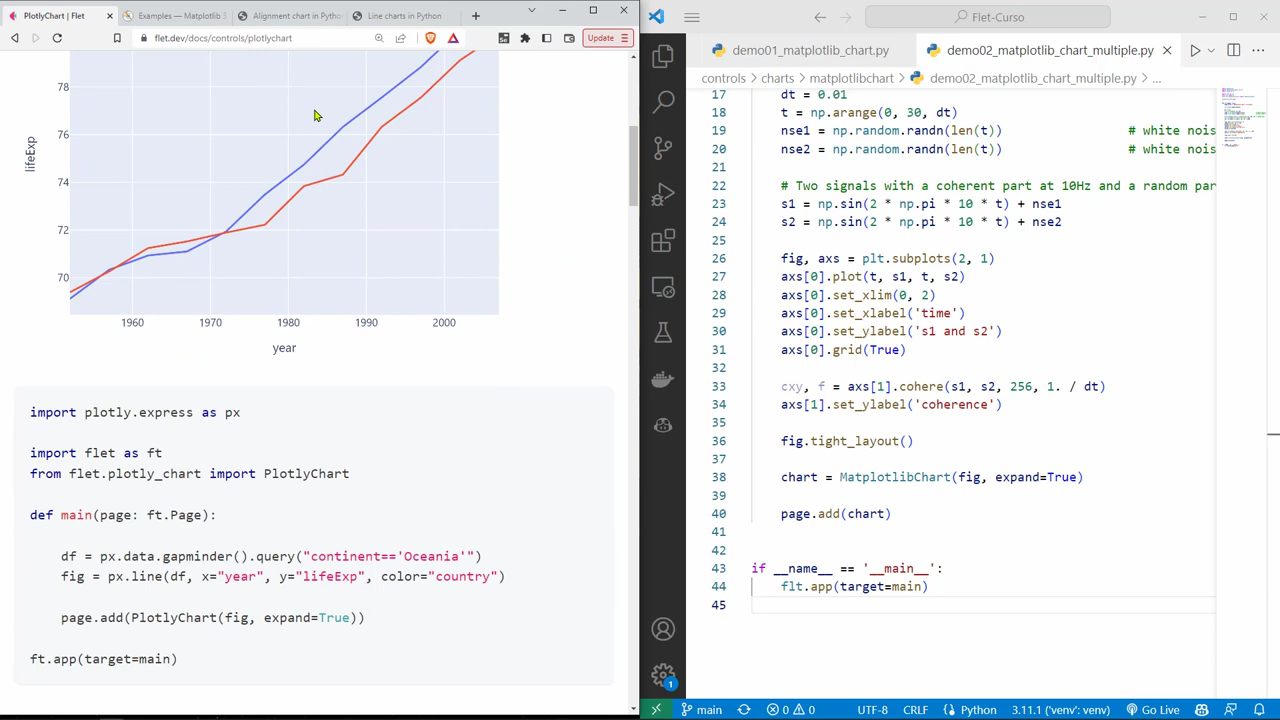 PlotlyChart | Flet
Examples — Matplotlib 3
Alignment chart in Python
Line charts in Python
flet.dev/docs/controls/plotlychart
Update
78
76
74
72
70
lifeExp
1960 1970 1980 1990 2000
year
import plotly.express as px
import flet as ft
from flet.plotly_chart import PlotlyChart
def main(page: ft.Page):
df = px.data.gapminder().query("continent=='Oceania'")
fig = px.line(df, x="year", y="lifeExp", color="country")
page.add(PlotlyChart(fig, expand=True))
ft.app(target=main)
Flet-Curso
demo01_matplotlib_chart.py
demo02_matplotlib_chart_multiple.py
controls > charts > matplotlibchart > demo02_matplotlib_chart_multiple.py > ...
17 dt = 0.01
18 t = np.arange(0, 30, dt)
19 nse1 = np.random.randn(len(t)) # white nois
20 nse2 = np.random.randn(len(t)) # white nois
21
22 # Two signals with a coherent part at 10Hz and a random par
23 s1 = np.sin(2 * np.pi * 10 * t) + nse1
24 s2 = np.sin(2 * np.pi * 10 * t) + nse2
25
26 fig, axs = plt.subplots(2, 1)
27 axs[0].plot(t, s1, t, s2)
28 axs[0].set_xlim(0, 2)
29 axs[0].set_xlabel('time')
30 axs[0].set_ylabel('s1 and s2')
31 axs[0].grid(True)
32
33 cxy, f = axs[1].cohere(s1, s2, 256, 1. / dt)
34 axs[1].set_ylabel('coherence')
35
36 fig.tight_layout()
37
38 chart = MatplotlibChart(fig, expand=True)
39
40 page.add(chart)
41
42
43 if __name__ == '__main__':
44 flt.app(target=main)
45
1
main 0 0 UTF-8 CRLF Python 3.11.1 ('venv': venv) Go Live